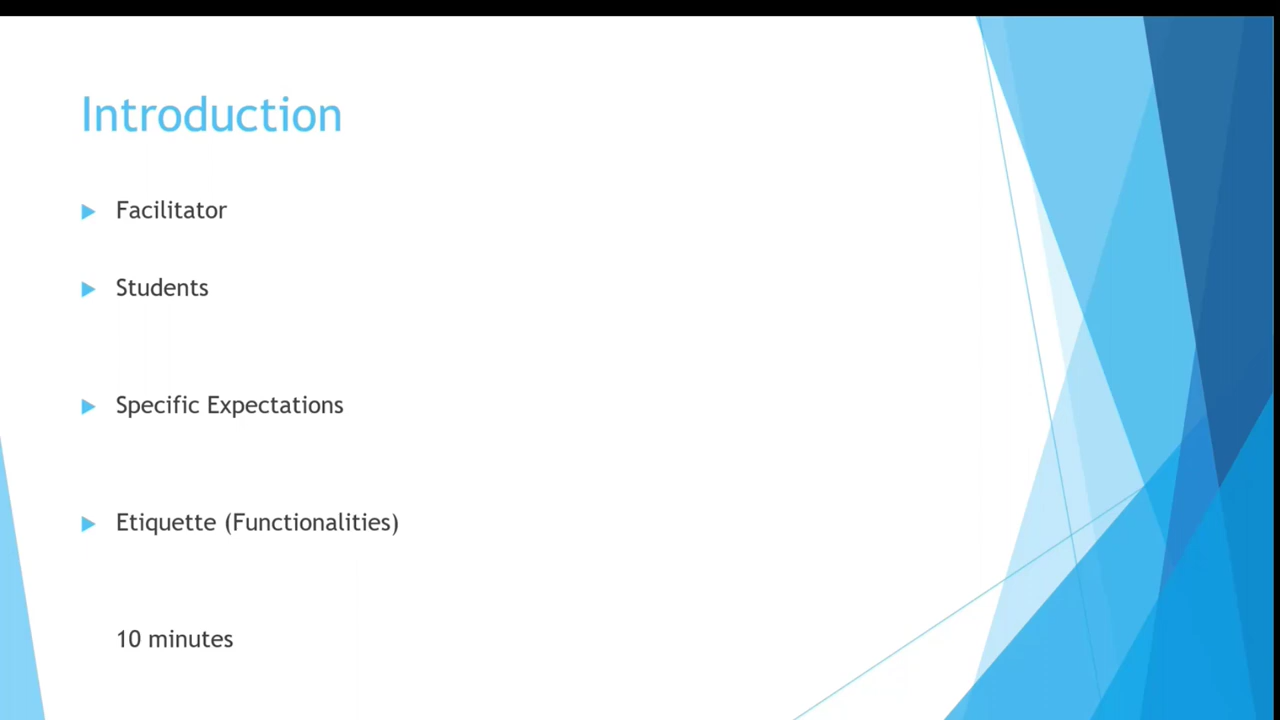 Introduction
Facilitator
Students
Specific Expectations
Etiquette (Functionalities)
10 minutes